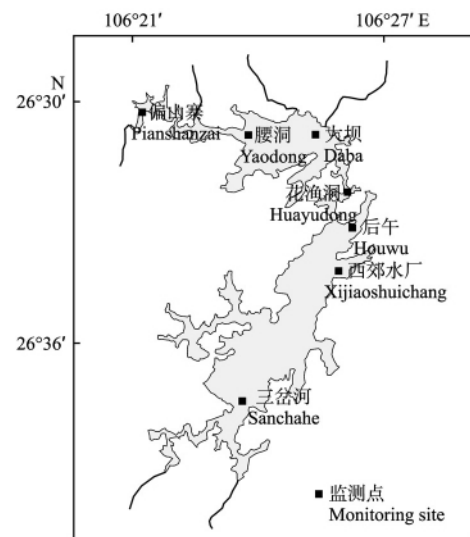 106°21′ 106°27′ E
N
26°30′
偏山寨
Pianshanzai
腰洞
Yaodong
大坝
Daba
花渔洞
Huayudong
后午
Houwu
西郊水厂
Xijiaoshuichang
26°36′
三岔河
Sanchahe
监测点
Monitoring site